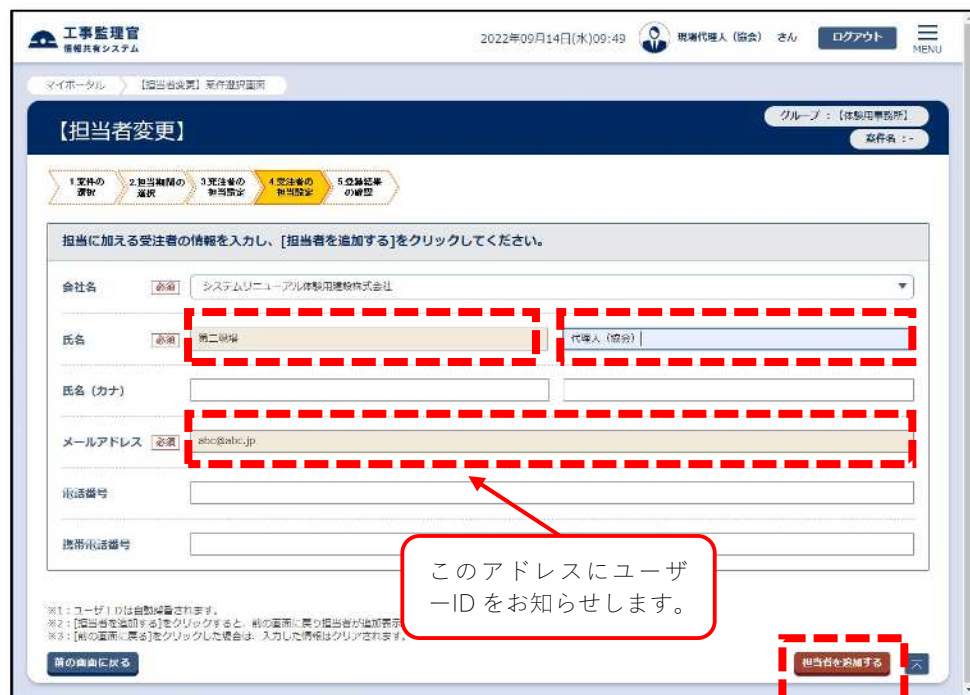 工事監理官
情報共有システム
2022年09月14日(水)09:49
現場代理人（協会） さん
ログアウト
MENU
マイポータル
【担当者変更】案件選択画面
【担当者変更】
グループ：【体験用事務所】
案件名：-
1.案件の選択
2.担当期間の選択
3.発注者の担当設定
4.受注者の担当設定
5.登録結果の確認
担当に加える受注者の情報を入力し、[担当者を追加する]をクリックしてください。
会社名 必須 システムリニューアル体験用建設株式会社
氏名 必須 第二現場 代理人（協会）
氏名（カナ）
メールアドレス 必須 abc@abc.jp
電話番号
携帯電話番号
このアドレスにユーザ
ーID をお知らせします。
※1：ユーザIDは自動採番されます。
※2：[担当者を追加する]をクリックすると、前の画面に戻り担当者が追加表示
※3：[前の画面に戻る]をクリックした場合は、入力した情報はクリアされます。
前の画面に戻る
担当者を追加する